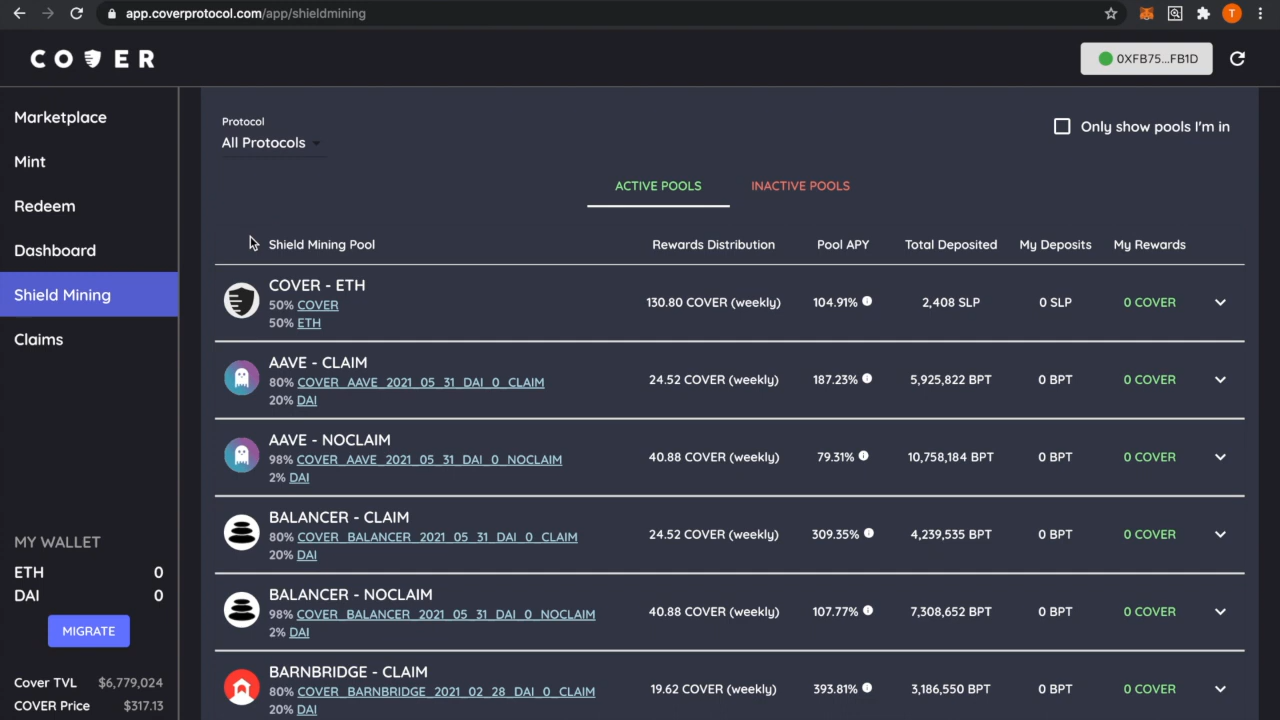 app.coverprotocol.com/app/shieldmining
T
COVER
0XFB75...FB1D
Marketplace
Mint
Redeem
Dashboard
Shield Mining
Claims
MY WALLET
ETH 0
DAI 0
MIGRATE
Cover TVL $6,779,024
COVER Price $317.13
Protocol
All Protocols
Only show pools I'm in
ACTIVE POOLS INACTIVE POOLS
Shield Mining Pool Rewards Distribution Pool APY Total Deposited My Deposits My Rewards
COVER - ETH
50% COVER
50% ETH
130.80 COVER (weekly) 104.91% 2,408 SLP 0 SLP 0 COVER
AAVE - CLAIM
80% COVER_AAVE_2021_05_31_DAI_0_CLAIM
20% DAI
24.52 COVER (weekly) 187.23% 5,925,822 BPT 0 BPT 0 COVER
AAVE - NOCLAIM
98% COVER_AAVE_2021_05_31_DAI_0_NOCLAIM
2% DAI
40.88 COVER (weekly) 79.31% 10,758,184 BPT 0 BPT 0 COVER
BALANCER - CLAIM
80% COVER_BALANCER_2021_05_31_DAI_0_CLAIM
20% DAI
24.52 COVER (weekly) 309.35% 4,239,535 BPT 0 BPT 0 COVER
BALANCER - NOCLAIM
98% COVER_BALANCER_2021_05_31_DAI_0_NOCLAIM
2% DAI
40.88 COVER (weekly) 107.77% 7,308,652 BPT 0 BPT 0 COVER
BARNBRIDGE - CLAIM
80% COVER_BARNBRIDGE_2021_02_28_DAI_0_CLAIM
20% DAI
19.62 COVER (weekly) 393.81% 3,186,550 BPT 0 BPT 0 COVER